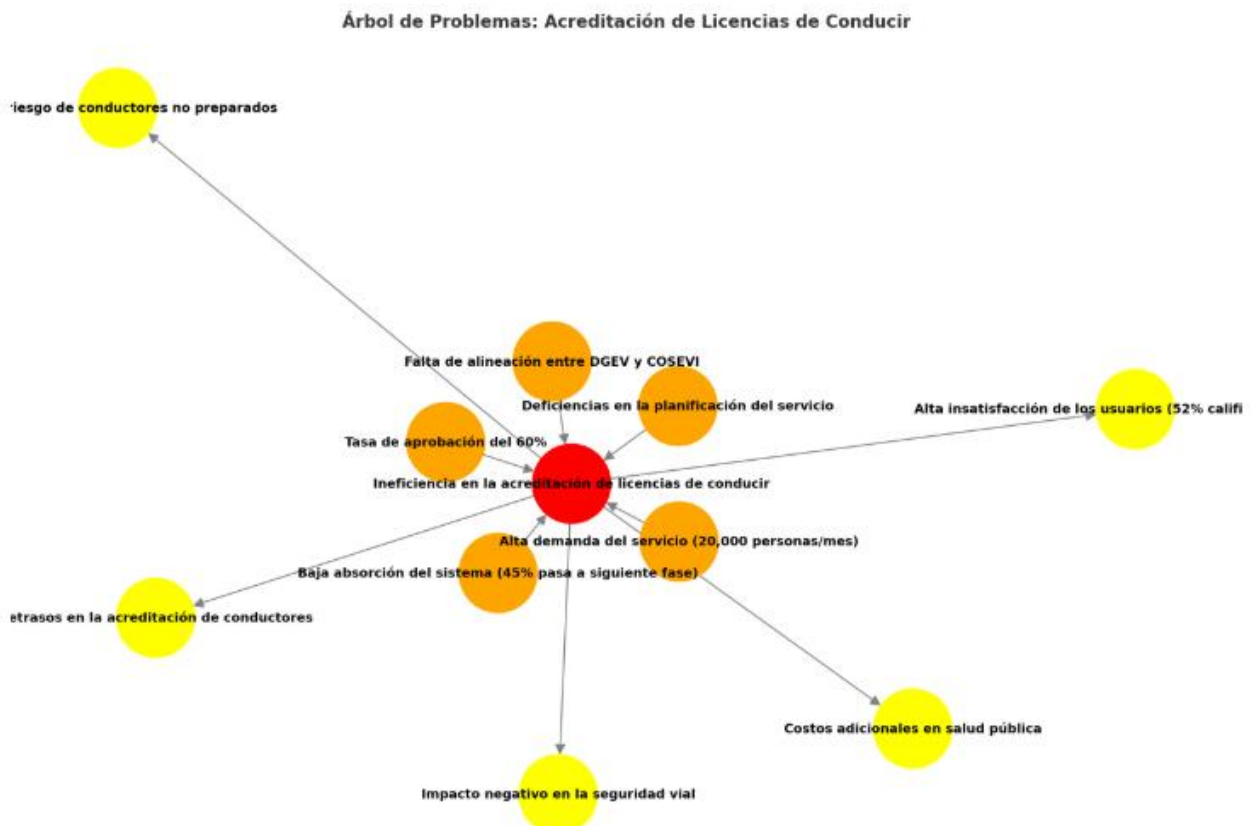 Árbol de Problemas: Acreditación de Licencias de Conducir
riesgo de conductores no preparados
Falta de alineación entre DGEV y COSEVI
Deficiencias en la planificación del servicio
Alta insatisfacción de los usuarios (52% califi
Tasa de aprobación del 60%
Ineficiencia en la acreditación de licencias de conducir
Alta demanda del servicio (20,000 personas/mes)
Baja absorción del sistema (45% pasa a siguiente fase)
etrasos en la acreditación de conductores
Costos adicionales en salud pública
Impacto negativo en la seguridad vial